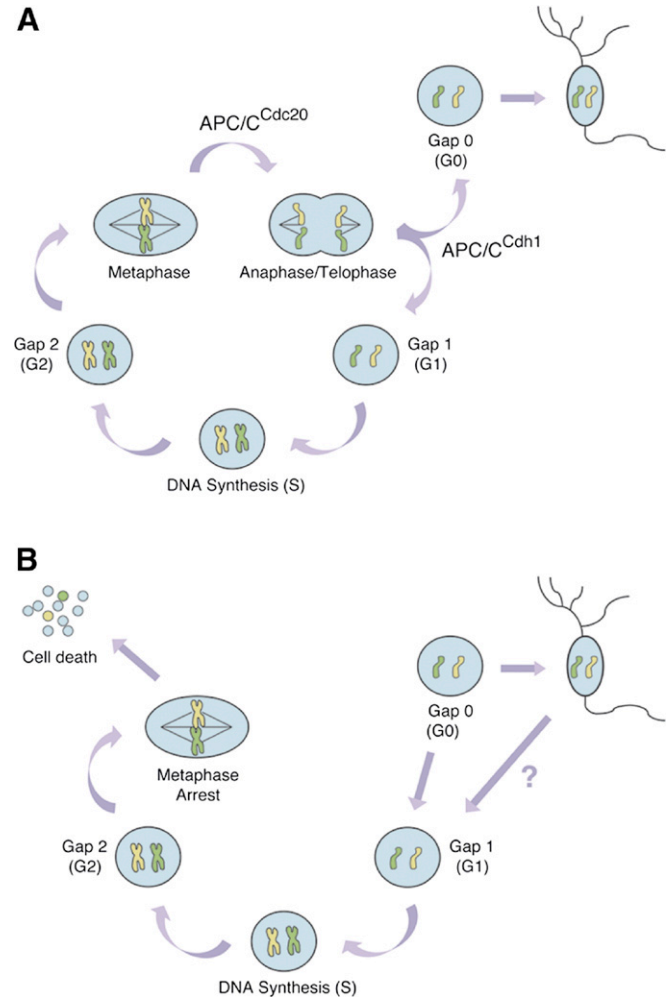 A
APC/C^Cdc20
Gap 0
(G0)
Metaphase
Anaphase/Telophase
APC/C^Cdh1
Gap 2
(G2)
Gap 1
(G1)
DNA Synthesis (S)
B
Cell death
Gap 0
(G0)
Metaphase
Arrest
?
Gap 2
(G2)
Gap 1
(G1)
DNA Synthesis (S)